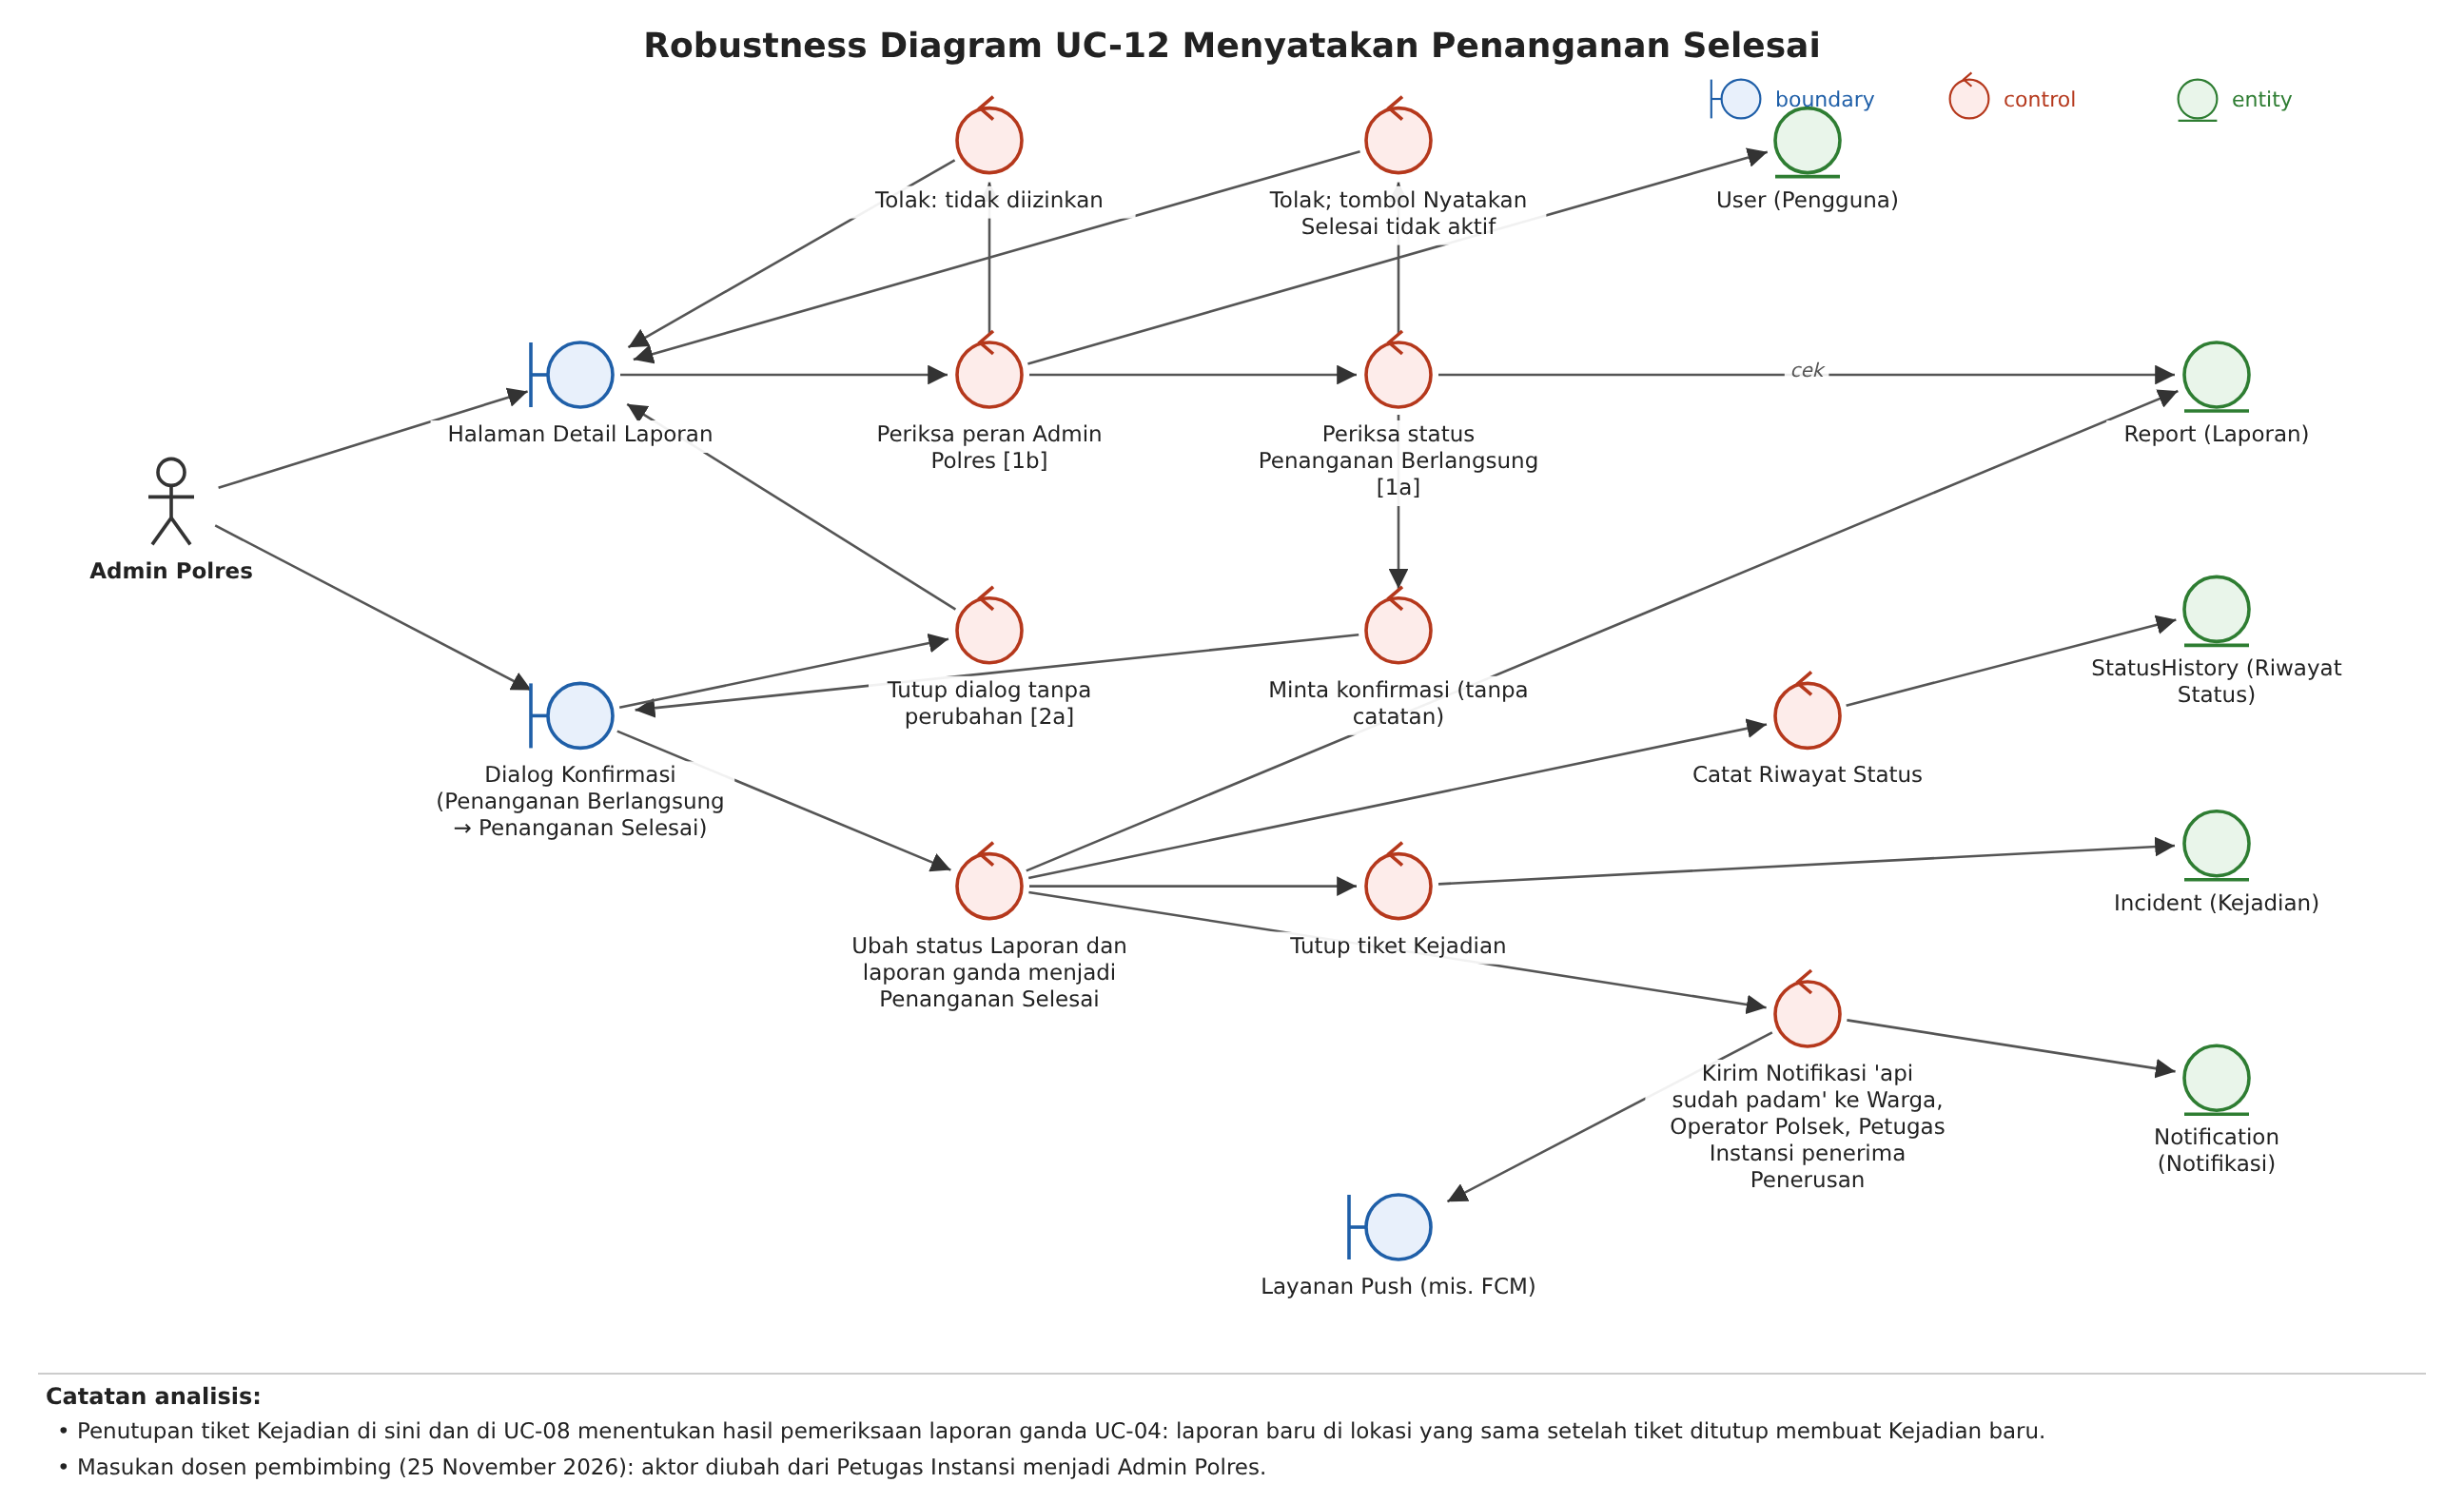 Robustness Diagram UC-12 Menyatakan Penanganan Selesai
boundary
control
entity
Tolak: tidak diizinkan
Tolak; tombol Nyatakan
Selesai tidak aktif
User (Pengguna)
cek
Halaman Detail Laporan
Periksa peran Admin
Polres [1b]
Periksa status
Penanganan Berlangsung
[1a]
Report (Laporan)
Admin Polres
Tutup dialog tanpa
perubahan [2a]
Minta konfirmasi (tanpa
catatan)
StatusHistory (Riwayat
Status)
Dialog Konfirmasi
(Penanganan Berlangsung
→ Penanganan Selesai)
Catat Riwayat Status
Ubah status Laporan dan
laporan ganda menjadi
Penanganan Selesai
Tutup tiket Kejadian
Incident (Kejadian)
Kirim Notifikasi 'api
sudah padam' ke Warga,
Operator Polsek, Petugas
Instansi penerima
Penerusan
Notification
(Notifikasi)
Layanan Push (mis. FCM)
Catatan analisis:
• Penutupan tiket Kejadian di sini dan di UC-08 menentukan hasil pemeriksaan laporan ganda UC-04: laporan baru di lokasi yang sama setelah tiket ditutup membuat Kejadian baru.
• Masukan dosen pembimbing (25 November 2026): aktor diubah dari Petugas Instansi menjadi Admin Polres.